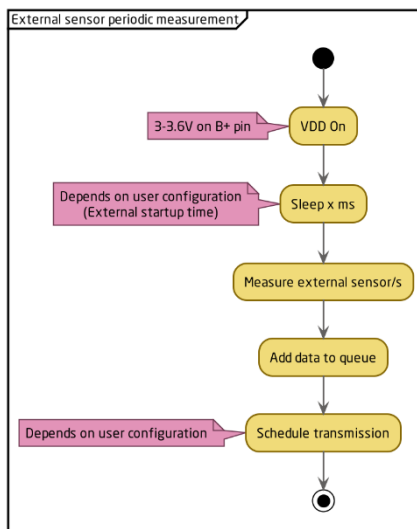 External sensor periodic measurement
3-3.6V on B+ pin
VDD On
Depends on user configuration
(External startup time)
Sleep x ms
Measure external sensor/s
Add data to queue
Depends on user configuration
Schedule transmission